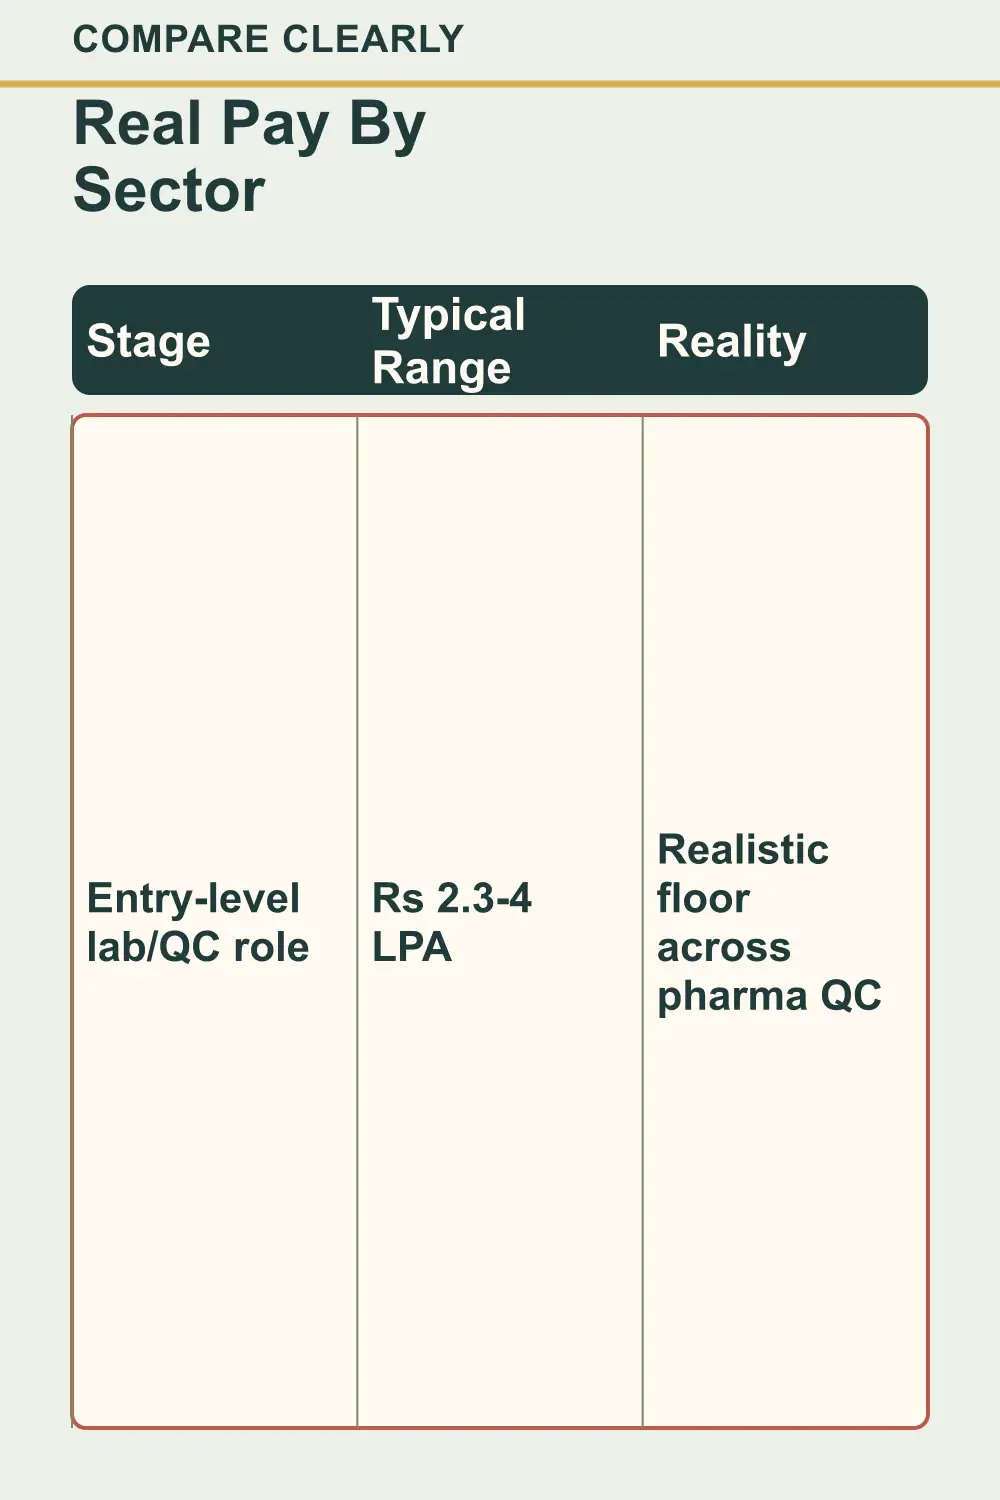 COMPARE CLEARLY
Real Pay By
Sector
Stage
Typical
Range
Reality
Entry-level
lab/QC role
Rs 2.3-4
LPA
Realistic
floor
across
pharma QC